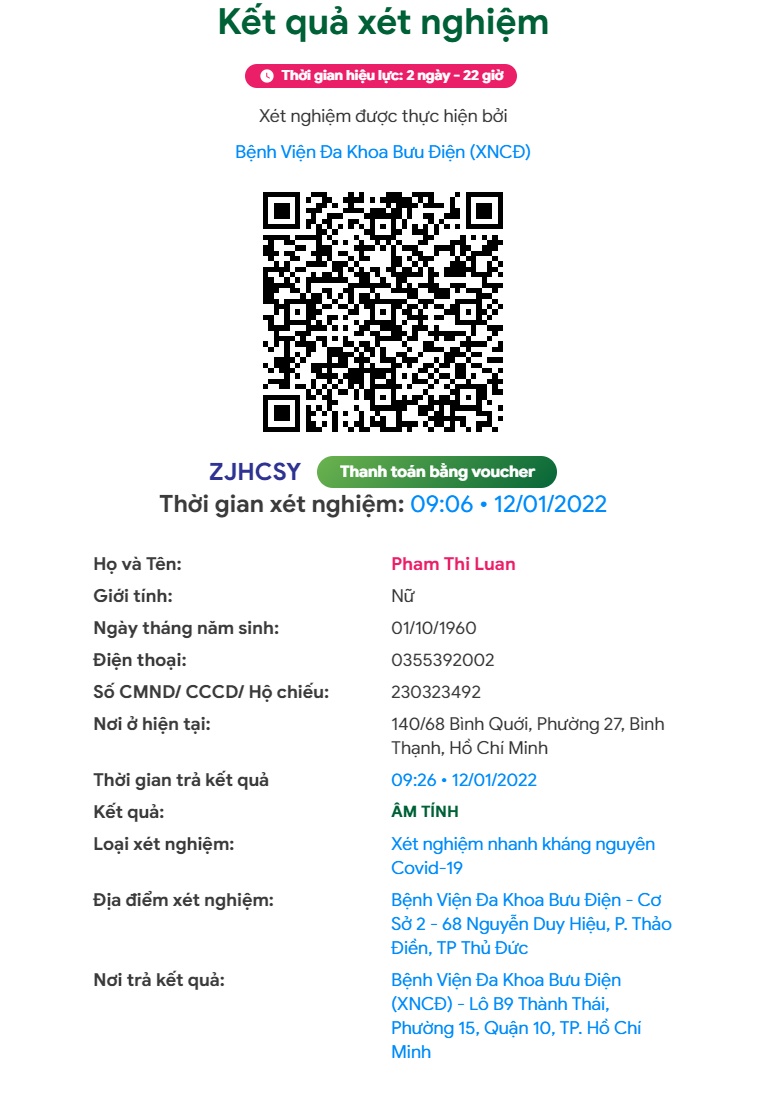 Kết quả xét nghiệm
Thời gian hiệu lực: 2 ngày - 22 giờ
Xét nghiệm được thực hiện bởi
Bệnh Viện Đa Khoa Bưu Điện (XNCĐ)
ZJHCSY Thanh toán bằng voucher
Thời gian xét nghiệm: 09:06 • 12/01/2022
Họ và Tên: Pham Thi Luan
Giới tính: Nữ
Ngày tháng năm sinh: 01/10/1960
Điện thoại: 0355392002
Số CMND/ CCCD/ Hộ chiếu: 230323492
Nơi ở hiện tại: 140/68 Bình Quới, Phường 27, Bình
Thạnh, Hồ Chí Minh
Thời gian trả kết quả 09:26 • 12/01/2022
Kết quả: ÂM TÍNH
Loại xét nghiệm: Xét nghiệm nhanh kháng nguyên
Covid-19
Địa điểm xét nghiệm: Bệnh Viện Đa Khoa Bưu Điện - Cơ
Sở 2 - 68 Nguyễn Duy Hiệu, P. Thảo
Điền, TP Thủ Đức
Nơi trả kết quả: Bệnh Viện Đa Khoa Bưu Điện
(XNCĐ) - Lô B9 Thành Thái,
Phường 15, Quận 10, TP. Hồ Chí
Minh